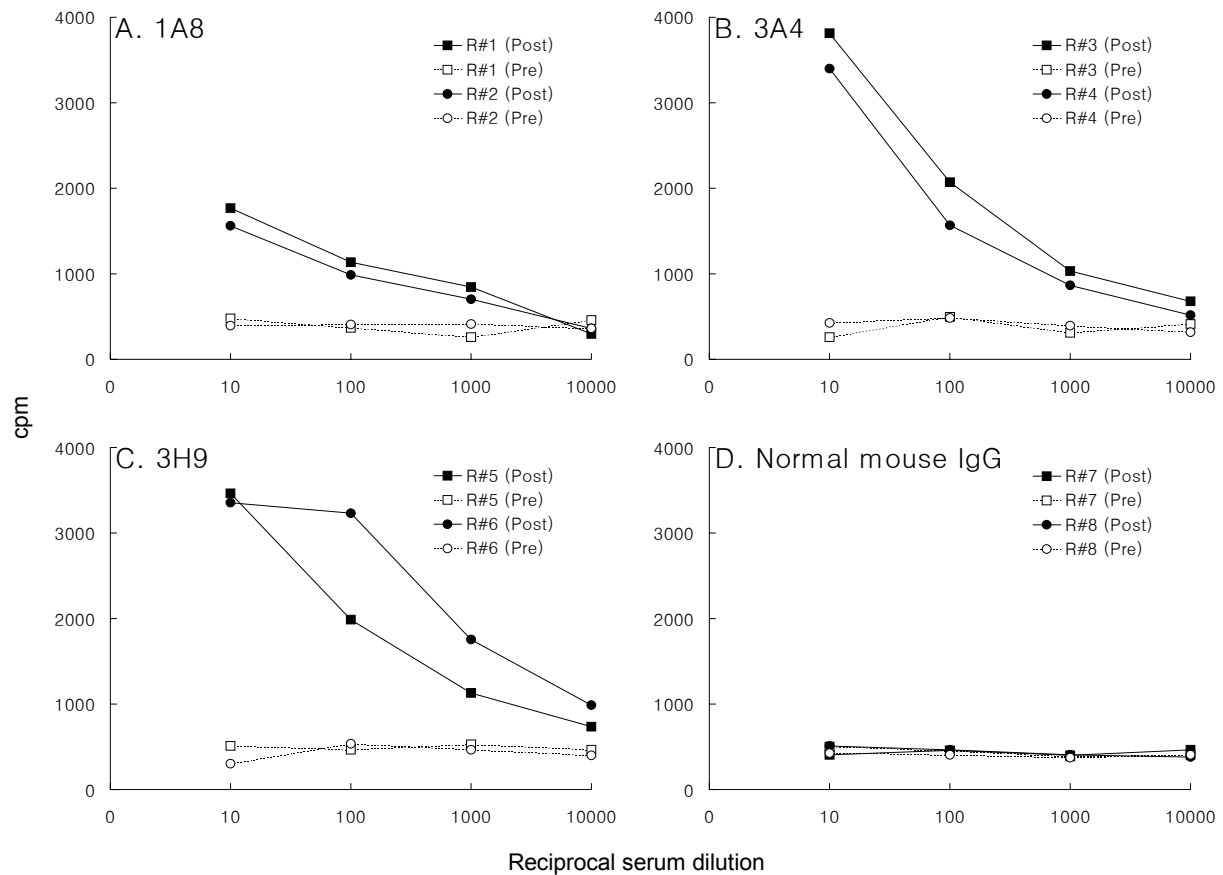 A. 1A8
R#1 (Post)
R#1 (Pre)
R#2 (Post)
R#2 (Pre)
4000
3000
2000
1000
0
0 10 100 1000 10000
B. 3A4
R#3 (Post)
R#3 (Pre)
R#4 (Post)
R#4 (Pre)
4000
3000
2000
1000
0
0 10 100 1000 10000
cpm
C. 3H9
R#5 (Post)
R#5 (Pre)
R#6 (Post)
R#6 (Pre)
4000
3000
2000
1000
0
0 10 100 1000 10000
D. Normal mouse IgG
R#7 (Post)
R#7 (Pre)
R#8 (Post)
R#8 (Pre)
4000
3000
2000
1000
0
0 10 100 1000 10000
Reciprocal serum dilution